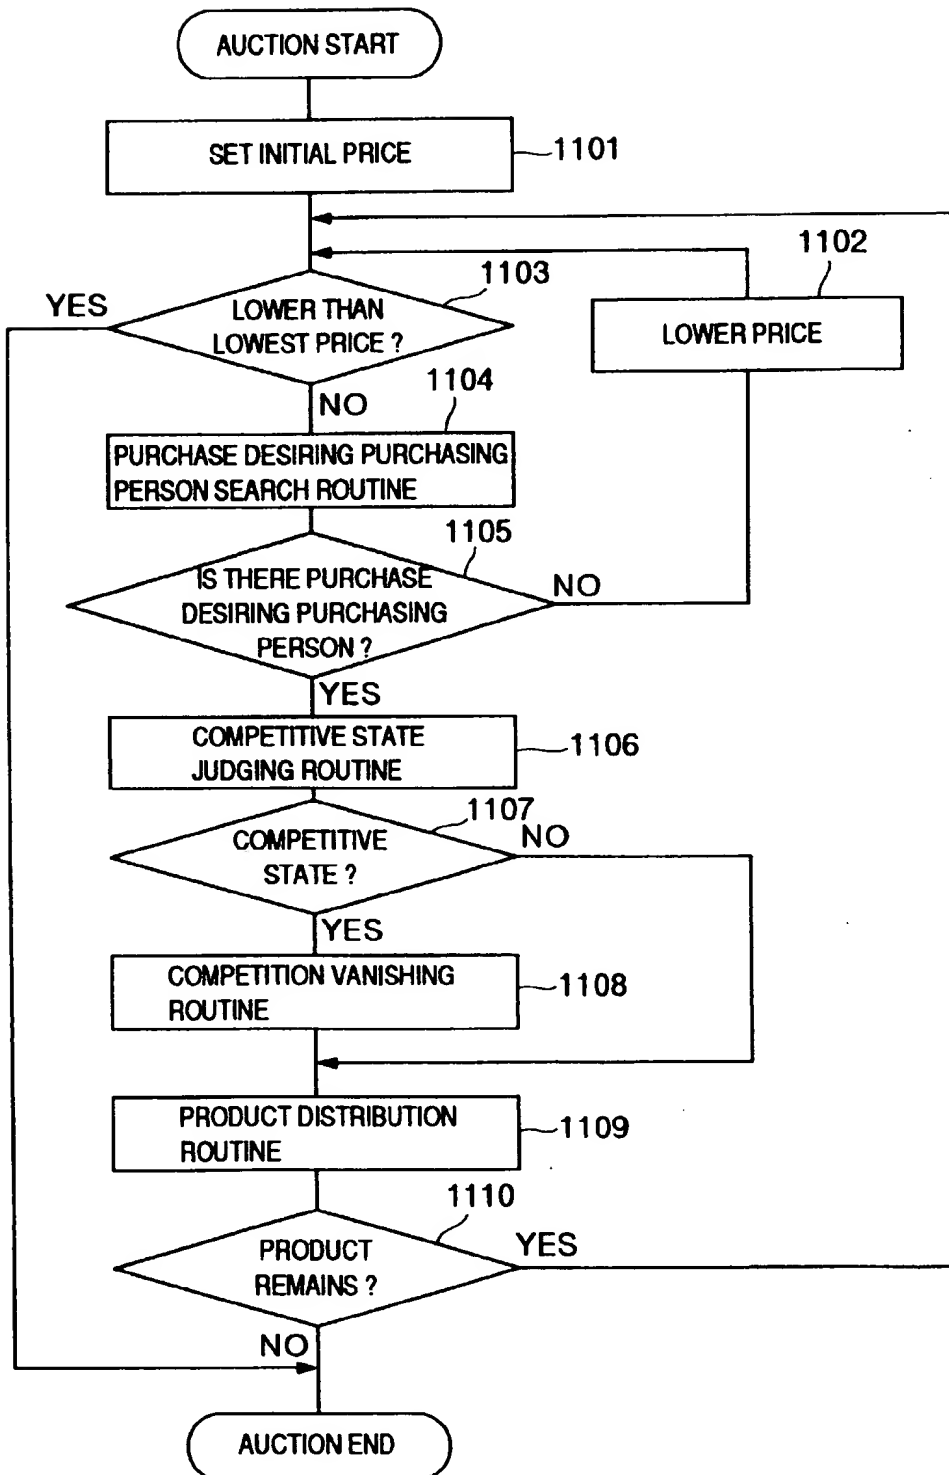 AUCTION START
SET INITIAL PRICE
1101
1102
LOWER PRICE
1103
YES
LOWER THAN
LOWEST PRICE ?
NO
1104
PURCHASE DESIRING PURCHASING
PERSON SEARCH ROUTINE
1105
IS THERE PURCHASE
DESIRING PURCHASING
PERSON ?
NO
YES
COMPETITIVE STATE
JUDGING ROUTINE
1106
1107
COMPETITIVE
STATE ?
NO
YES
COMPETITION VANISHING
ROUTINE
1108
PRODUCT DISTRIBUTION
ROUTINE
1109
1110
PRODUCT
REMAINS ?
YES
NO
AUCTION END